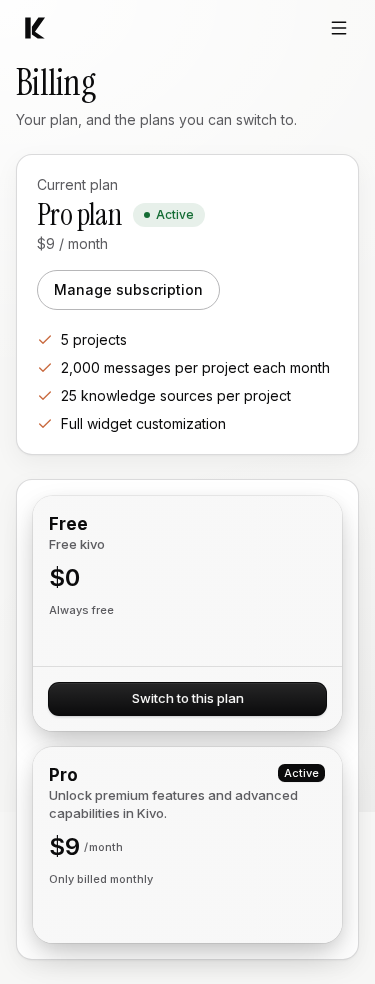 K
Billing
Your plan, and the plans you can switch to.
Current plan
Pro plan
Active
$9 / month
Manage subscription
5 projects
2,000 messages per project each month
25 knowledge sources per project
Full widget customization
Free
Free kivo
$0
Always free
Switch to this plan
Pro
Active
Unlock premium features and advanced
capabilities in Kivo.
$9 /month
Only billed monthly